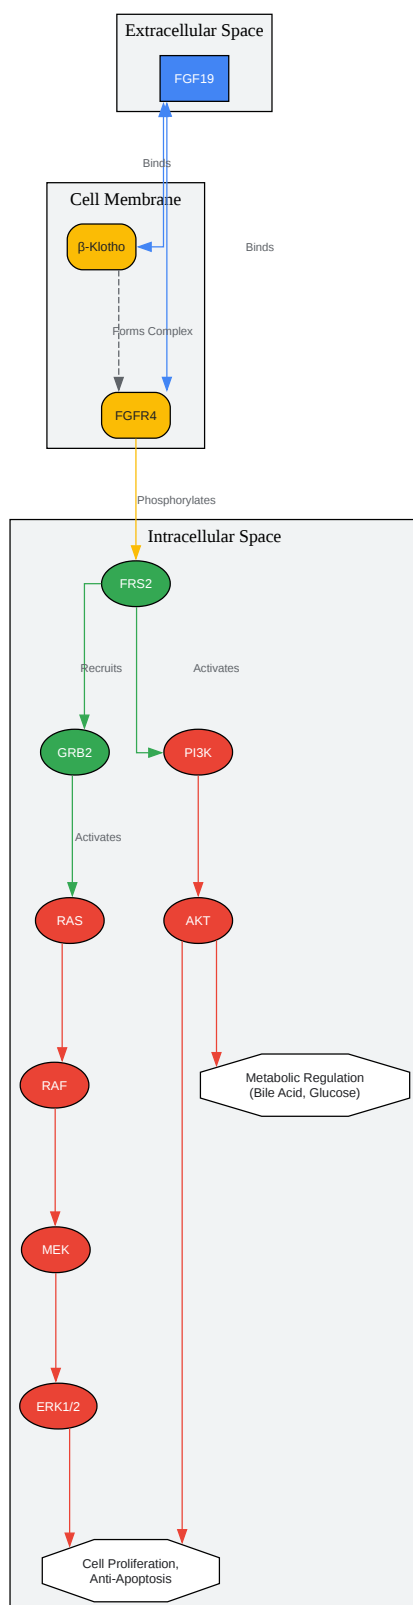 Extracellular Space
FGF19
Binds
Cell Membrane
β-Klotho
Binds
Forms Complex
FGFR4
Phosphorylates
Intracellular Space
FRS2
Recruits
Activates
GRB2
PI3K
Activates
RAS
AKT
RAF
Metabolic Regulation
(Bile Acid, Glucose)
MEK
ERK1/2
Cell Proliferation,
Anti-Apoptosis